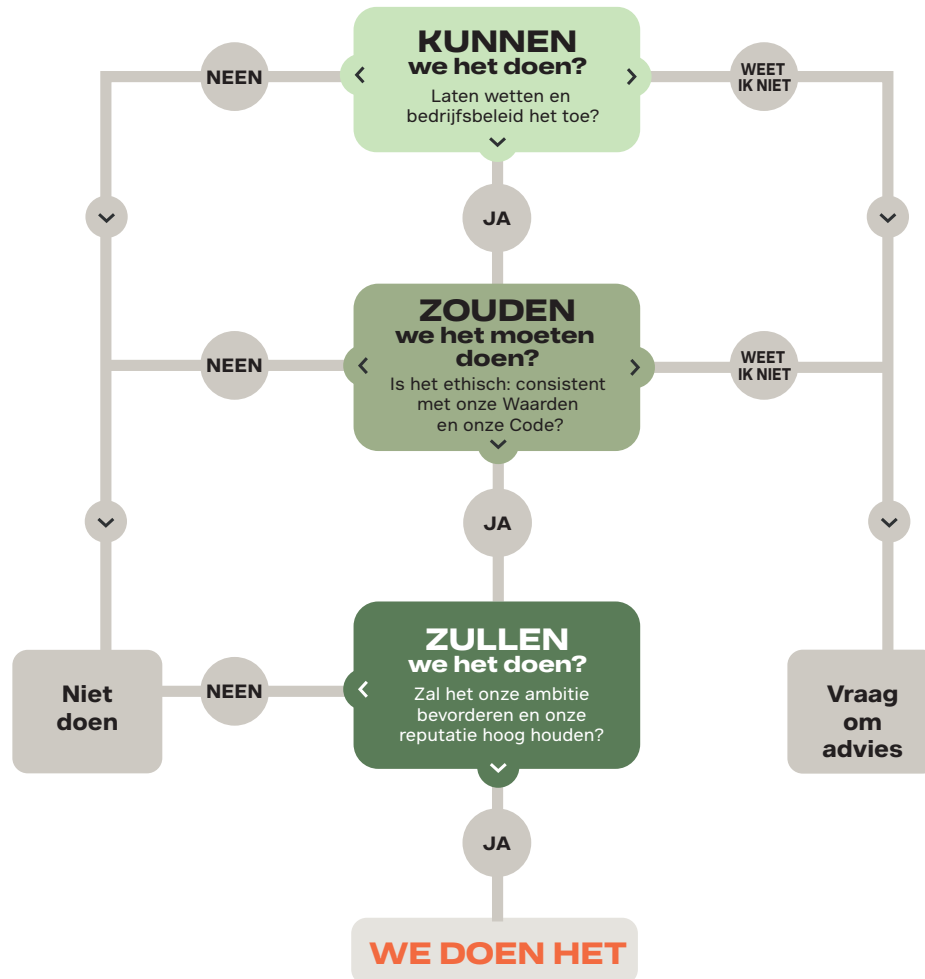 KUNNEN
we het doen?
Laten wetten en
bedrijfsbeleid het toe?
NEEN
WEET
IK NIET
JA
ZOUDEN
we het moeten
doen?
Is het ethisch: consistent
met onze Waarden
en onze Code?
NEEN
WEET
IK NIET
JA
ZULLEN
we het doen?
Zal het onze ambitie
bevorderen en onze
reputatie hoog houden?
NEEN
Niet
doen
Vraag
om
advies
JA
WE DOEN HET